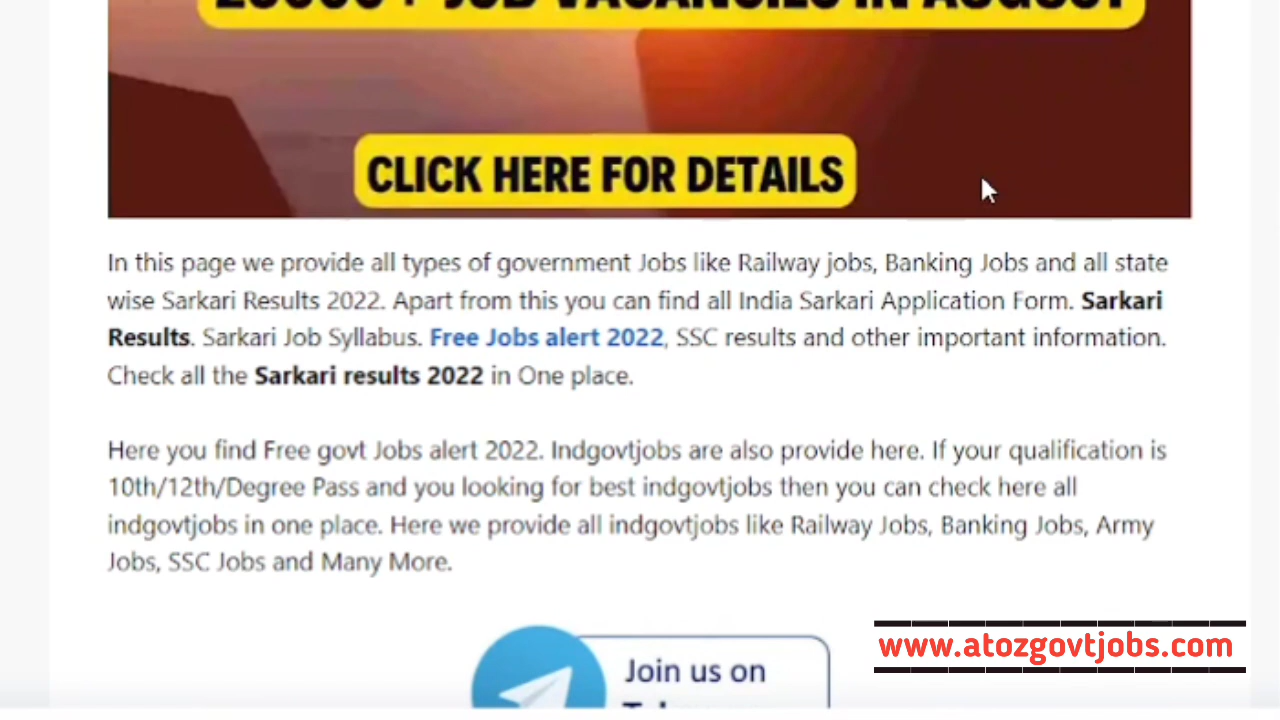 20000+ JOB VACANCIES IN AUGUST
CLICK HERE FOR DETAILS
In this page we provide all types of government Jobs like Railway jobs, Banking Jobs and all state
wise Sarkari Results 2022. Apart from this you can find all India Sarkari Application Form. Sarkari
Results. Sarkari Job Syllabus. Free Jobs alert 2022, SSC results and other important information.
Check all the Sarkari results 2022 in One place.
Here you find Free govt Jobs alert 2022. Indgovtjobs are also provide here. If your qualification is
10th/12th/Degree Pass and you looking for best indgovtjobs then you can check here all
indgovtjobs in one place. Here we provide all indgovtjobs like Railway Jobs, Banking Jobs, Army
Jobs, SSC Jobs and Many More.
www.atozgovtjobs.com
Join us on